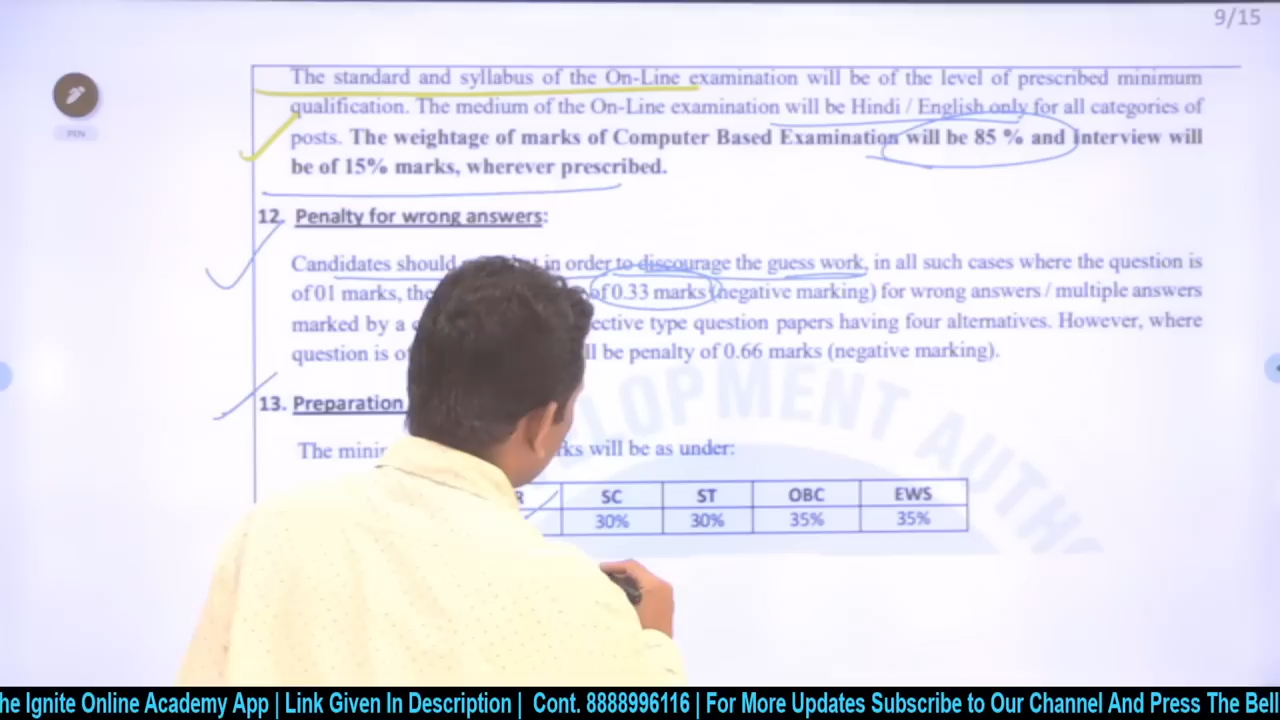 9/15
PEN
The standard and syllabus of the On-Line examination will be of the level of prescribed minimum
qualification. The medium of the On-Line examination will be Hindi / English only for all categories of
posts. The weightage of marks of Computer Based Examination will be 85 % and Interview will
be of 15% marks, wherever prescribed.
12. Penalty for wrong answers:
Candidates should in order to discourage the guess work, in all such cases where the question is
of 01 marks, of 0.33 marks (negative marking) for wrong answers / multiple answers
marked by a type question papers having four alternatives. However, where
question is be penalty of 0.66 marks (negative marking).
13. Preparation
The will be as under:
SC ST OBC EWS
30% 30% 35% 35%
ELOPMENT AUTHO
he Ignite Online Academy App | Link Given In Description | Cont. 8888996116 | For More Updates Subscribe to Our Channel And Press The Bell